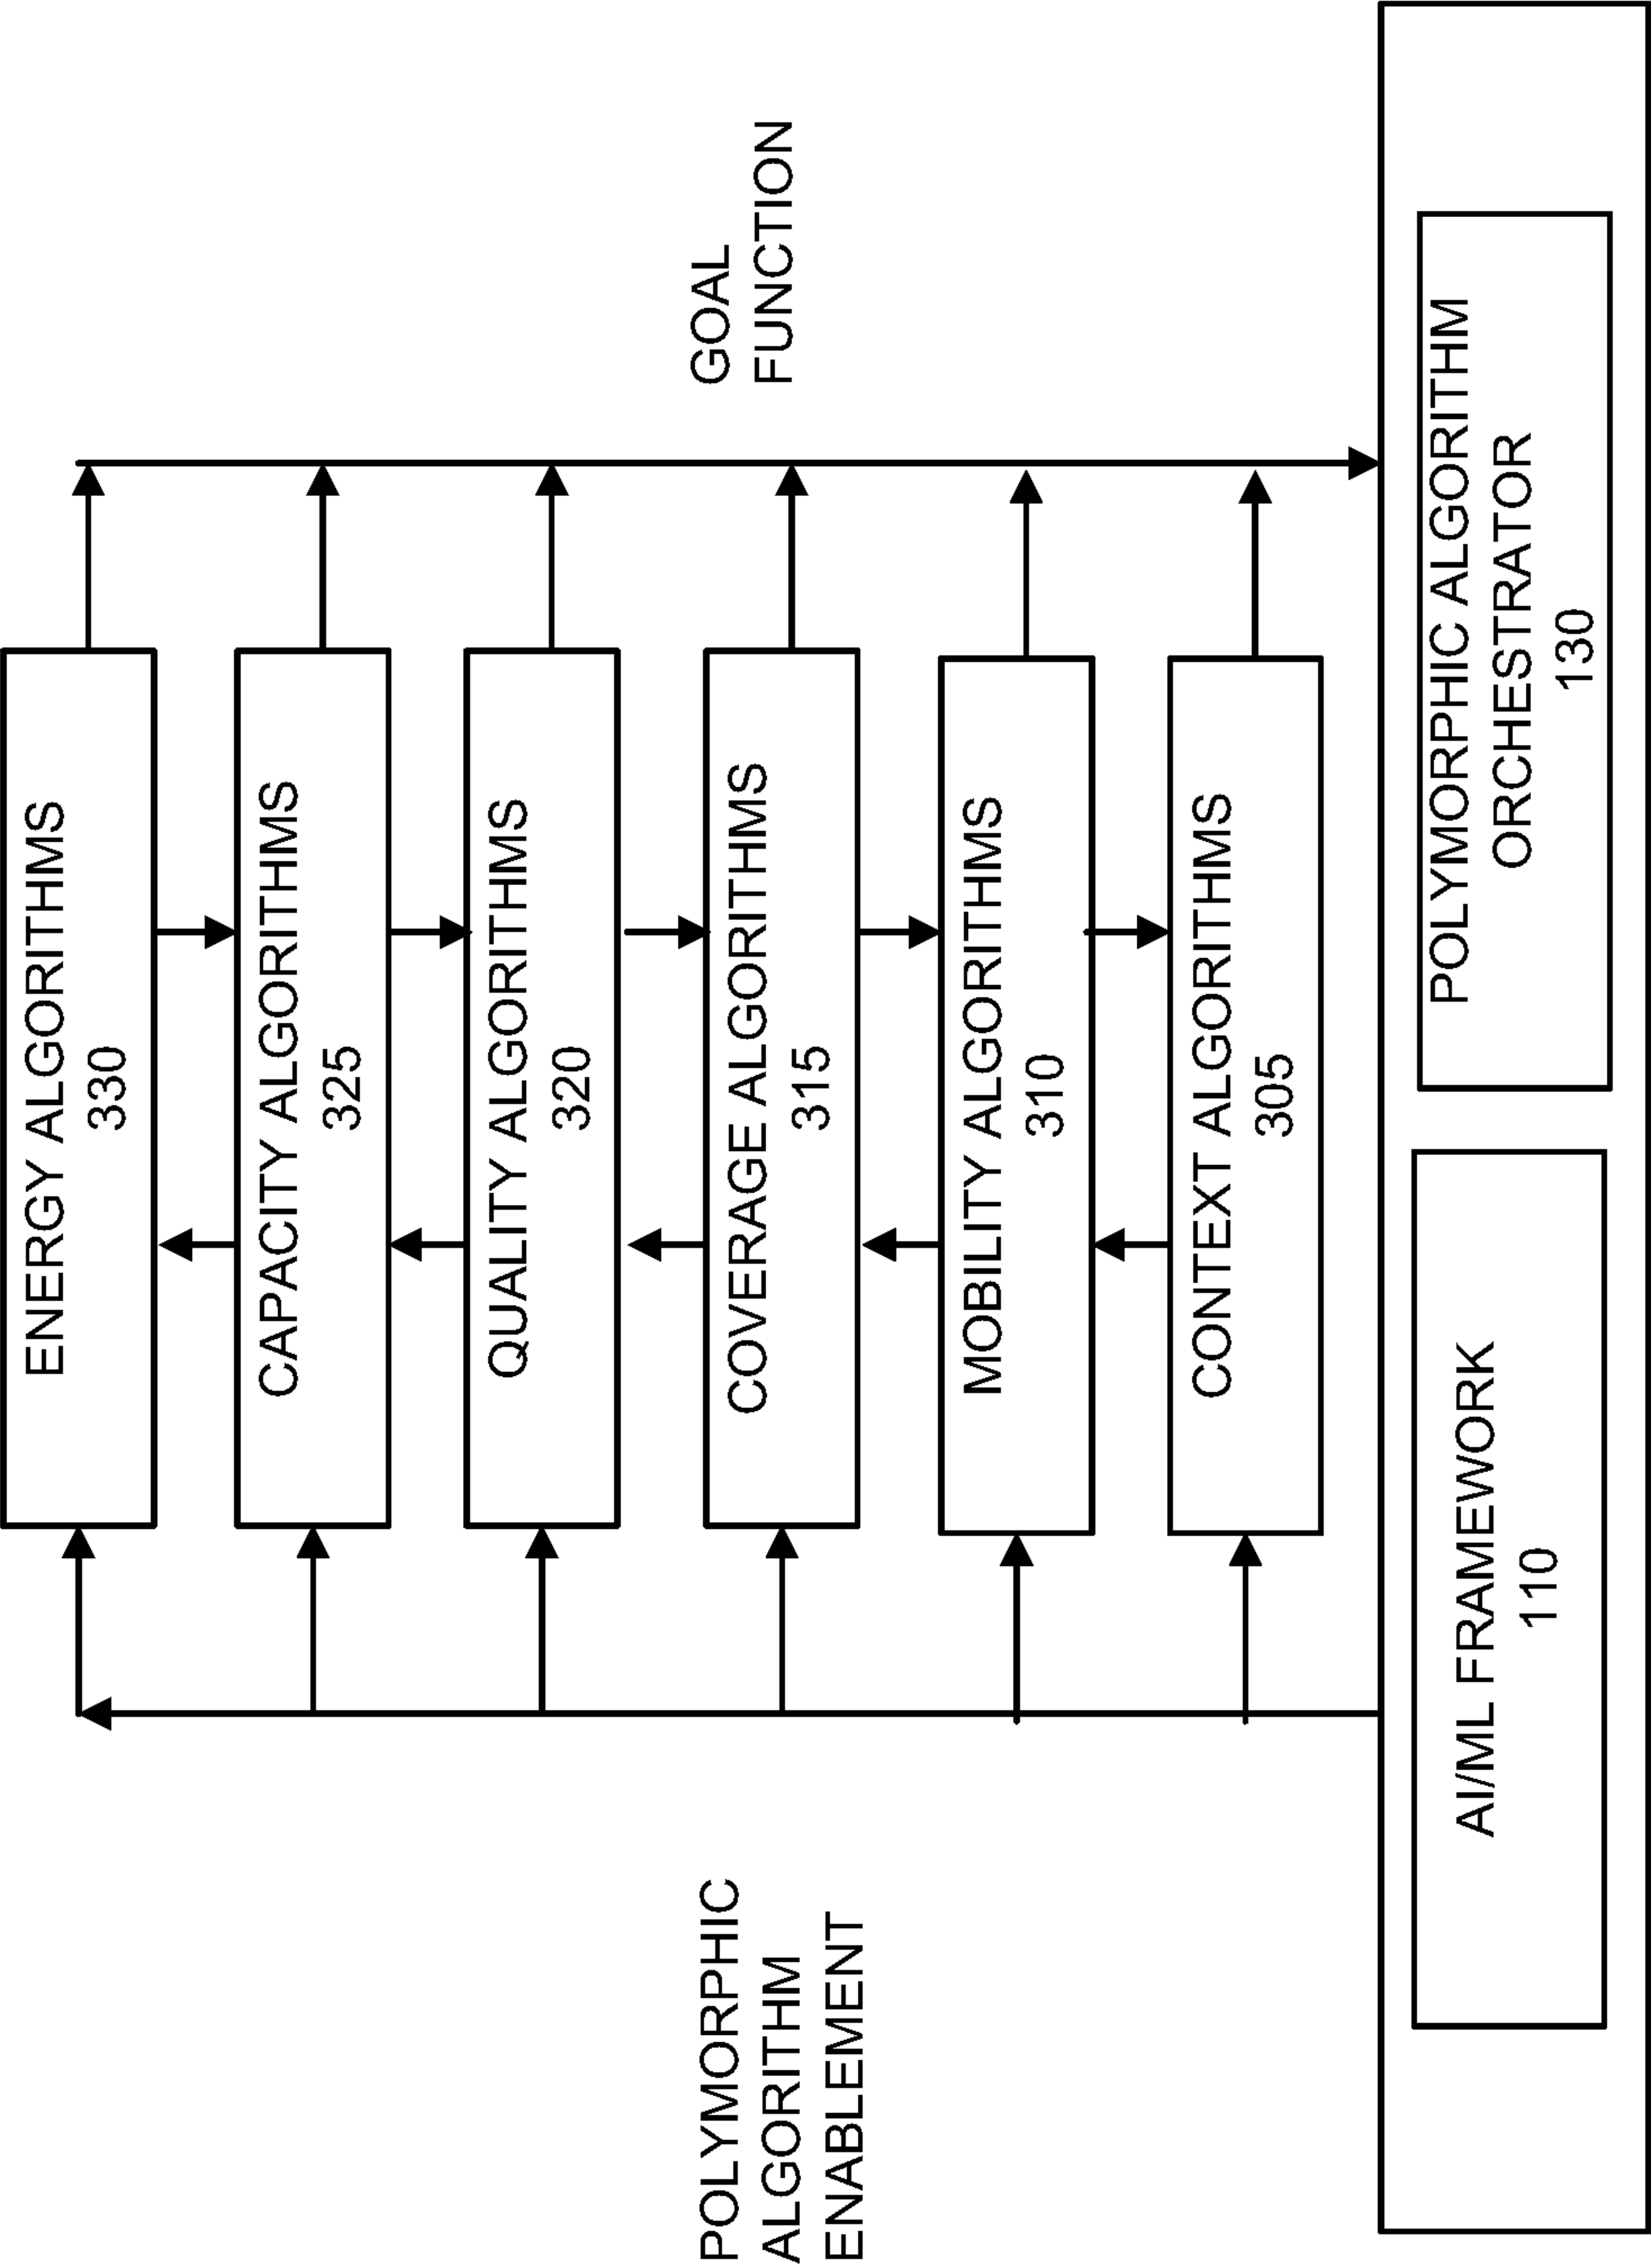 ENERGY ALGORITHMS
330
CAPACITY ALGORITHMS
325
QUALITY ALGORITHMS
320
COVERAGE ALGORITHMS
315
MOBILITY ALGORITHMS
310
CONTEXT ALGORITHMS
305
POLYMORPHIC
ALGORITHM
ENABLEMENT
GOAL
FUNCTION
AI/ML FRAMEWORK
110
POLYMORPHIC ALGORITHM
ORCHESTRATOR
130